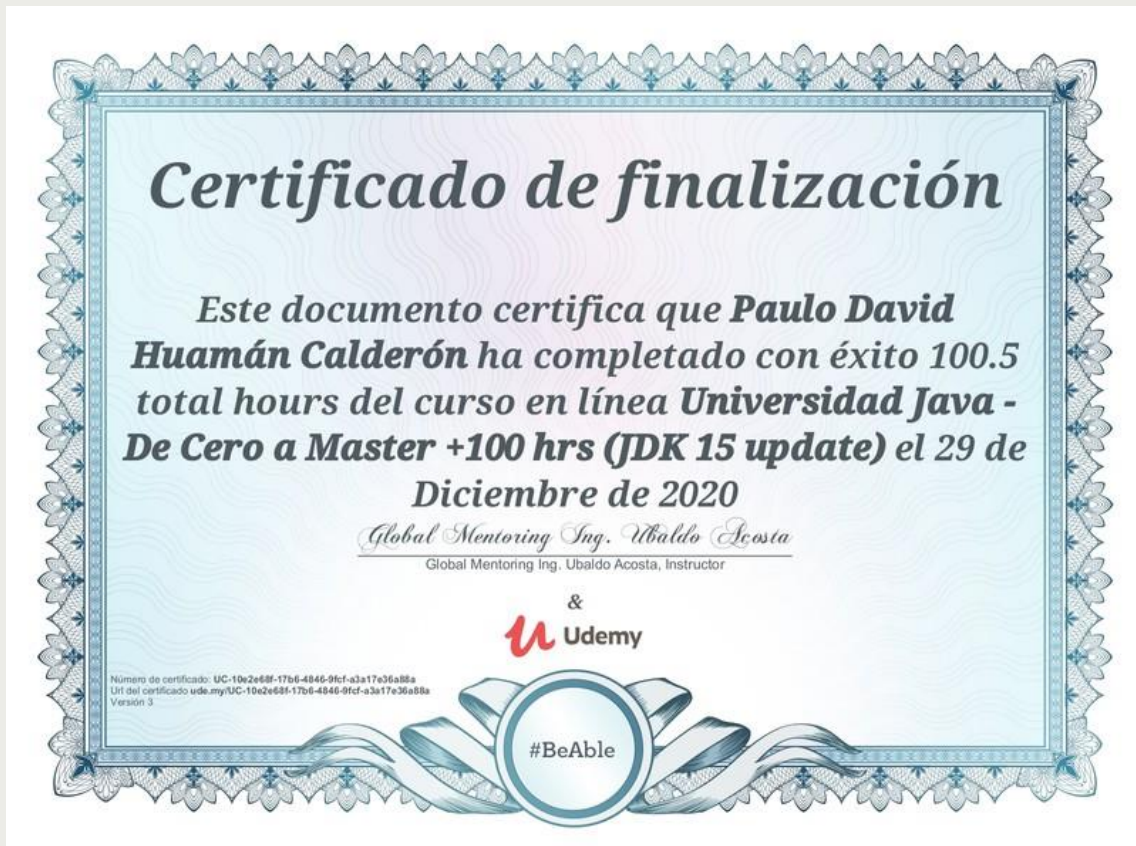 Certificado de finalización
Este documento certifica que Paulo David
Huamán Calderón ha completado con éxito 100.5
total hours del curso en línea Universidad Java -
De Cero a Master +100 hrs (JDK 15 update) el 29 de
Diciembre de 2020
Global Mentoring Ing. Ubaldo Acosta
Global Mentoring Ing. Ubaldo Acosta, Instructor
&
Udemy
Número de certificado: UC-10e2e68f-17b6-4846-9fcf-a3a17e36a88a
Url del certificado ude.my/UC-10e2e68f-17b6-4846-9fcf-a3a17e36a88a
Versión 3
#BeAble